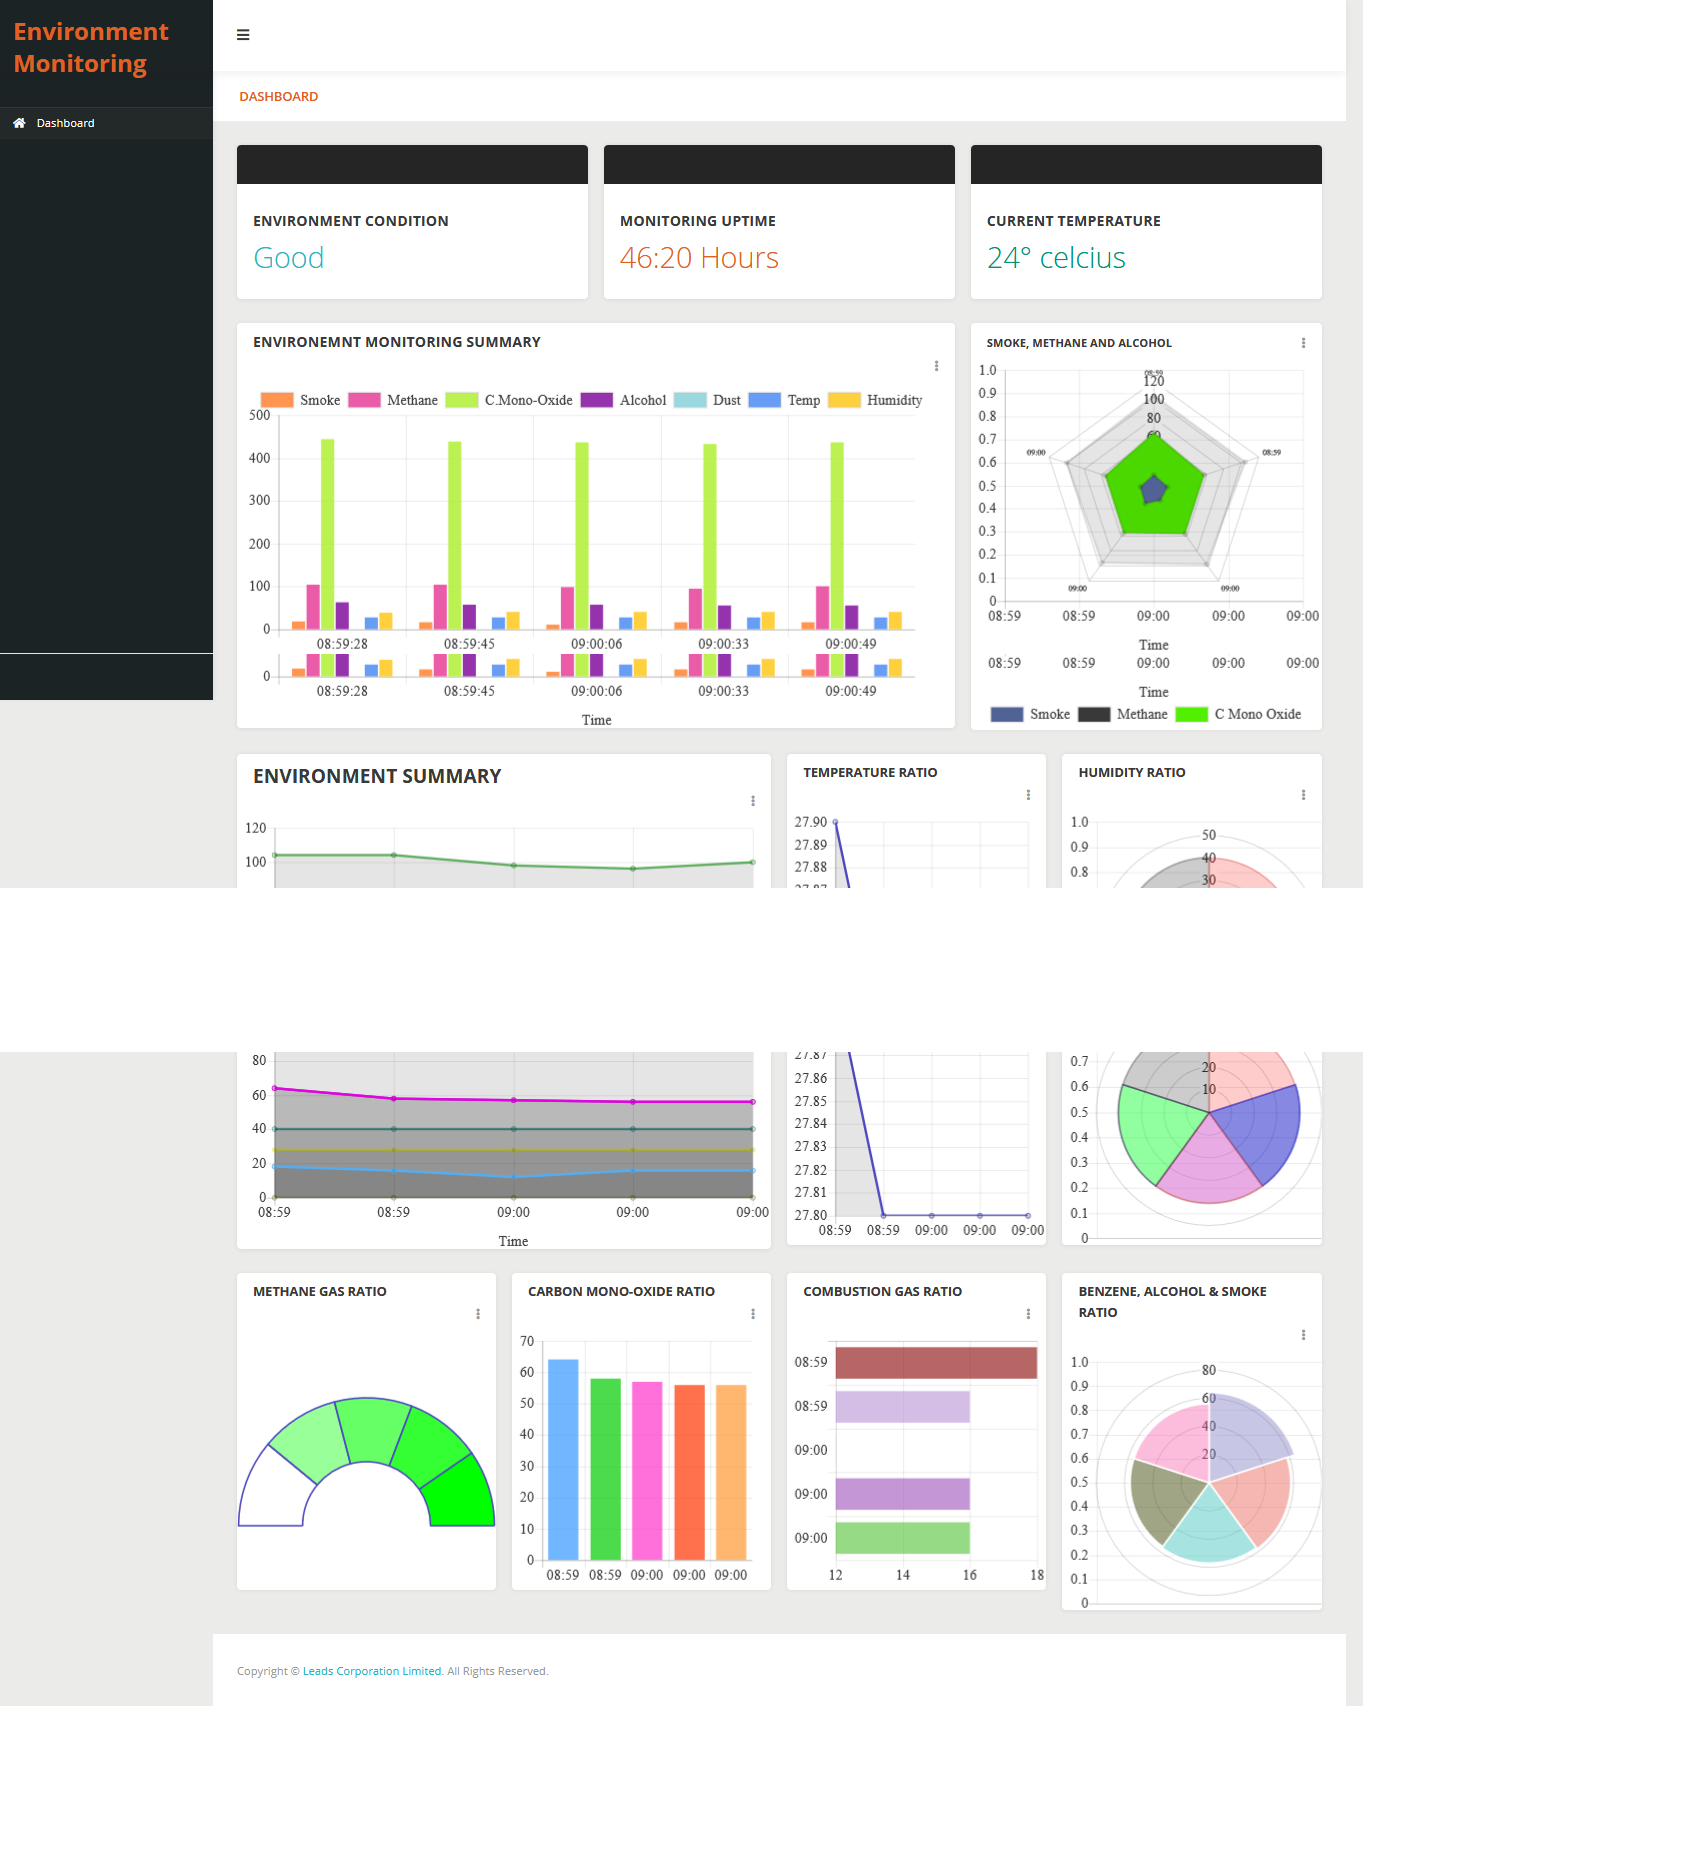 Environment
Monitoring
Dashboard
DASHBOARD
ENVIRONMENT CONDITION
Good
MONITORING UPTIME
46:20 Hours
CURRENT TEMPERATURE
24° celcius
ENVIRONEMNT MONITORING SUMMARY
Smoke Methane C.Mono-Oxide Alcohol Dust Temp Humidity
500
400
300
200
100
0
08:59:28 08:59:45 09:00:06 09:00:33 09:00:49
0
08:59:28 08:59:45 09:00:06 09:00:33 09:00:49
Time
SMOKE, METHANE AND ALCOHOL
1.0
0.9
0.8
0.7
0.6
0.5
0.4
0.3
0.2
0.1
0
08:59
120
100
80
60
09:00 08:59
09:00 09:00
08:59 08:59 09:00 09:00 09:00
Time
08:59 08:59 09:00 09:00 09:00
Time
Smoke Methane C Mono Oxide
ENVIRONMENT SUMMARY
120
100
80
60
40
20
0
08:59 08:59 09:00 09:00 09:00
Time
TEMPERATURE RATIO
27.90
27.89
27.88
27.87
27.87
27.86
27.85
27.84
27.83
27.82
27.81
27.80
08:59 08:59 09:00 09:00 09:00
HUMIDITY RATIO
1.0
0.9
0.8
0.7
0.6
0.5
0.4
0.3
0.2
0.1
0
50
40
30
20
10
METHANE GAS RATIO
CARBON MONO-OXIDE RATIO
70
60
50
40
30
20
10
0
08:59 08:59 09:00 09:00 09:00
COMBUSTION GAS RATIO
08:59
08:59
09:00
09:00
09:00
12 14 16 18
BENZENE, ALCOHOL & SMOKE
RATIO
1.0
0.9
0.8
0.7
0.6
0.5
0.4
0.3
0.2
0.1
0
80
60
40
20
Copyright © Leads Corporation Limited. All Rights Reserved.